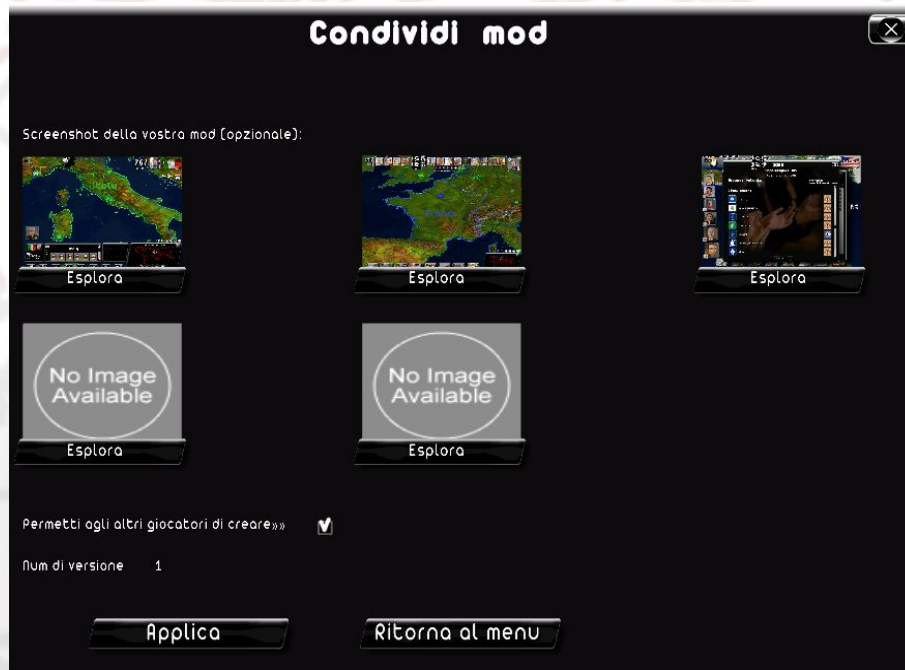 Condividi mod
Screenshot della vostra mod (opzionale):
Esplora
Esplora
Esplora
No Image
Available
No Image
Available
Esplora
Esplora
Permetti agli altri giocatori di creare»»
Num di versione 1
Applica
Ritorna al menu